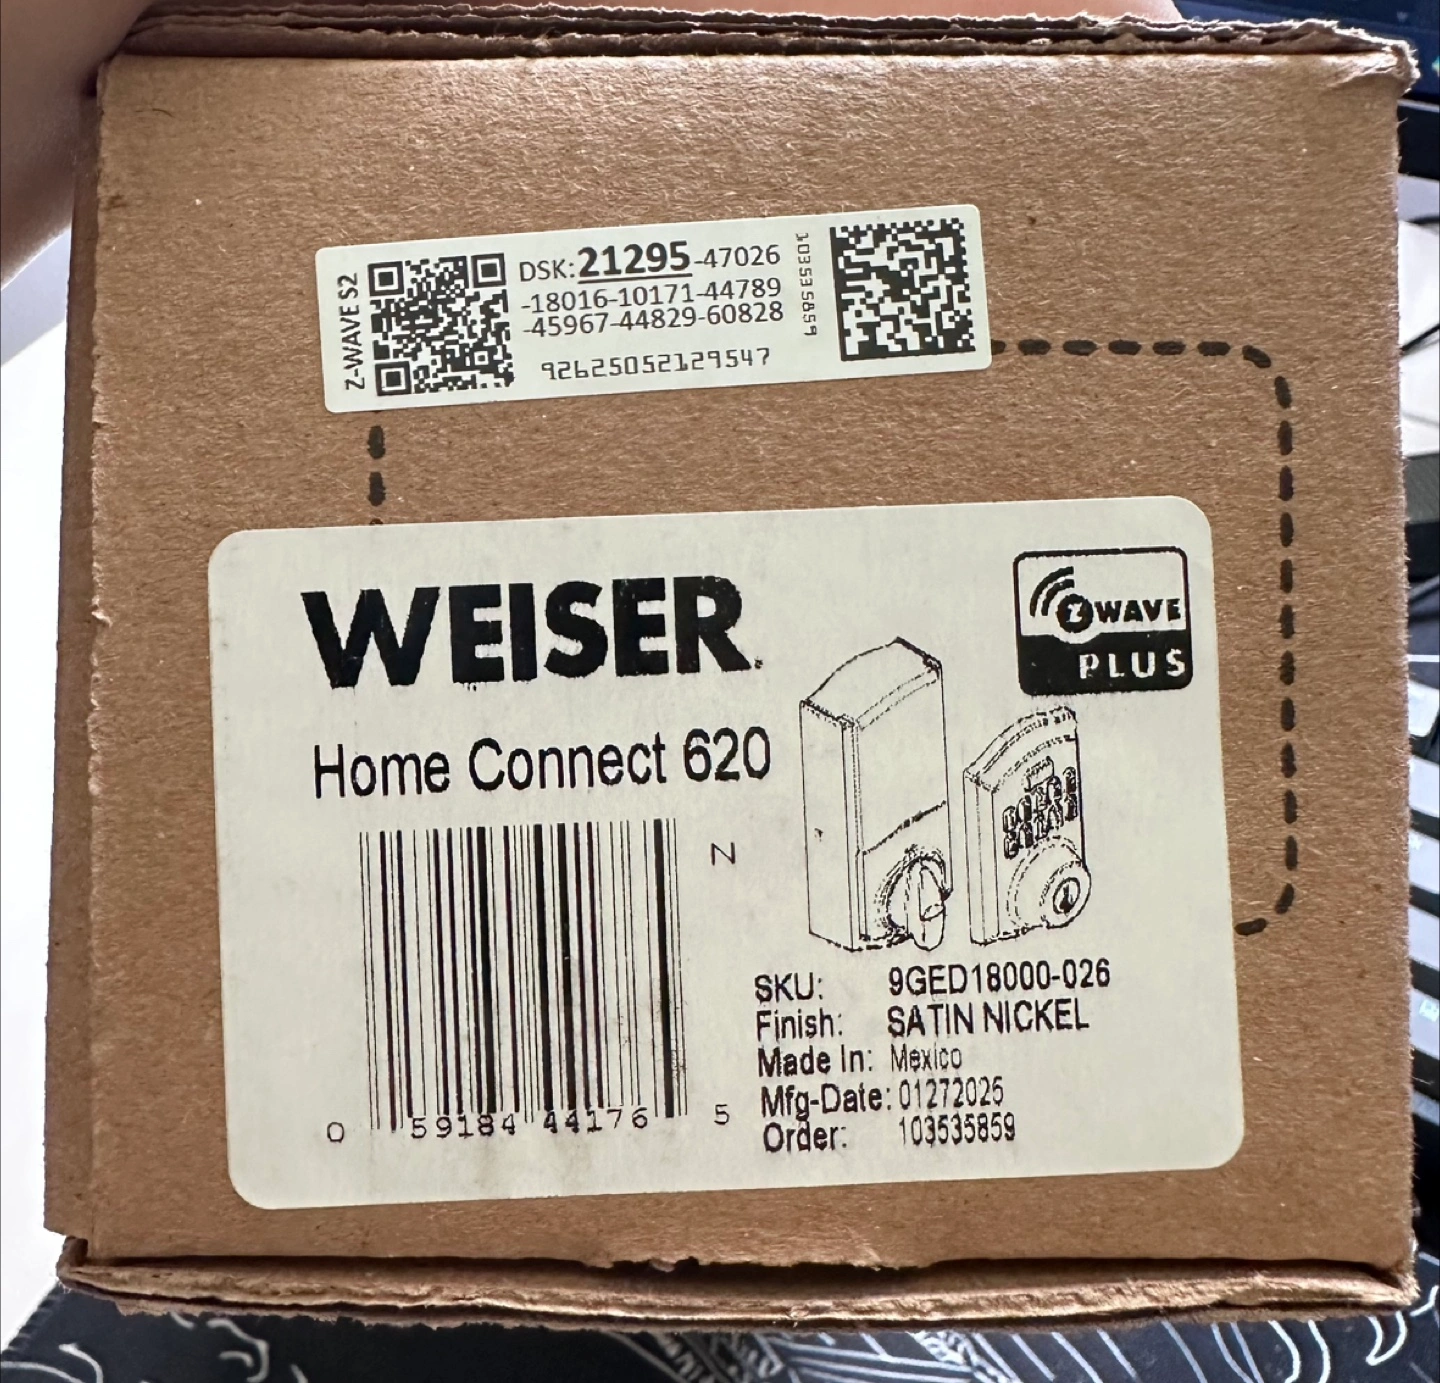 Z-WAVE S2
DSK:21295-47026
-18016-10171-44789
-45967-44829-60828
92625052129547
103535859
WEISER
Z WAVE
PLUS
Home Connect 620
Z
0 59184 44176 5
SKU: 9GED18000-026
Finish: SATIN NICKEL
Made In: Mexico
Mfg-Date: 01272025
Order: 103535859